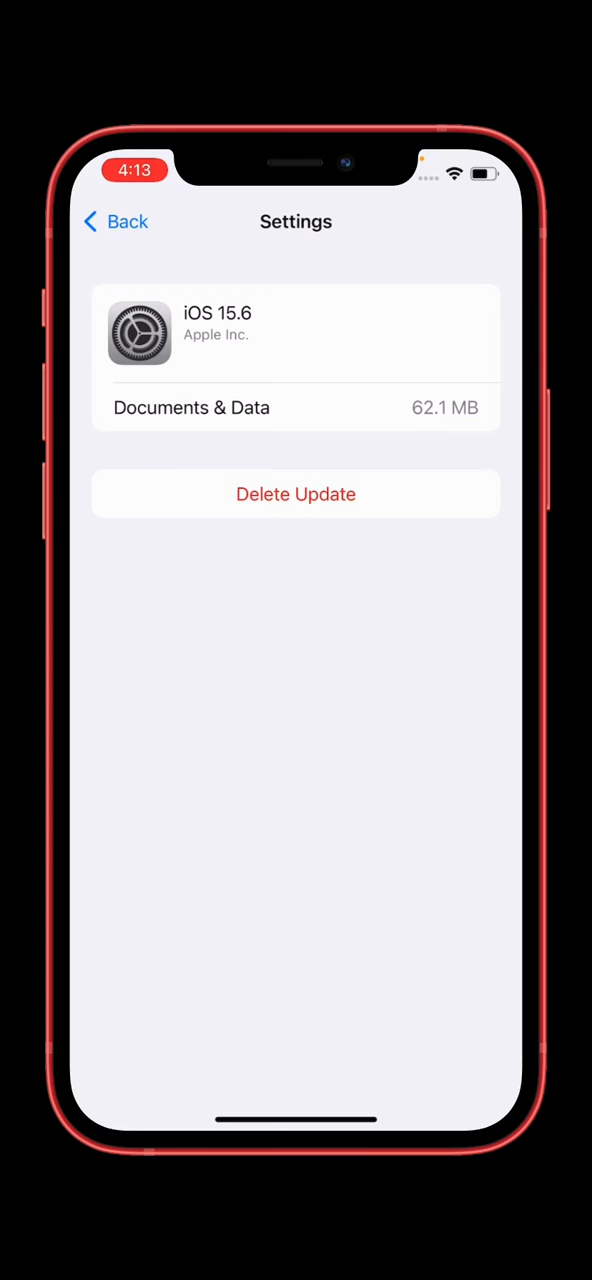 4:13
Back
Settings
iOS 15.6
Apple Inc.
Documents & Data
62.1 MB
Delete Update